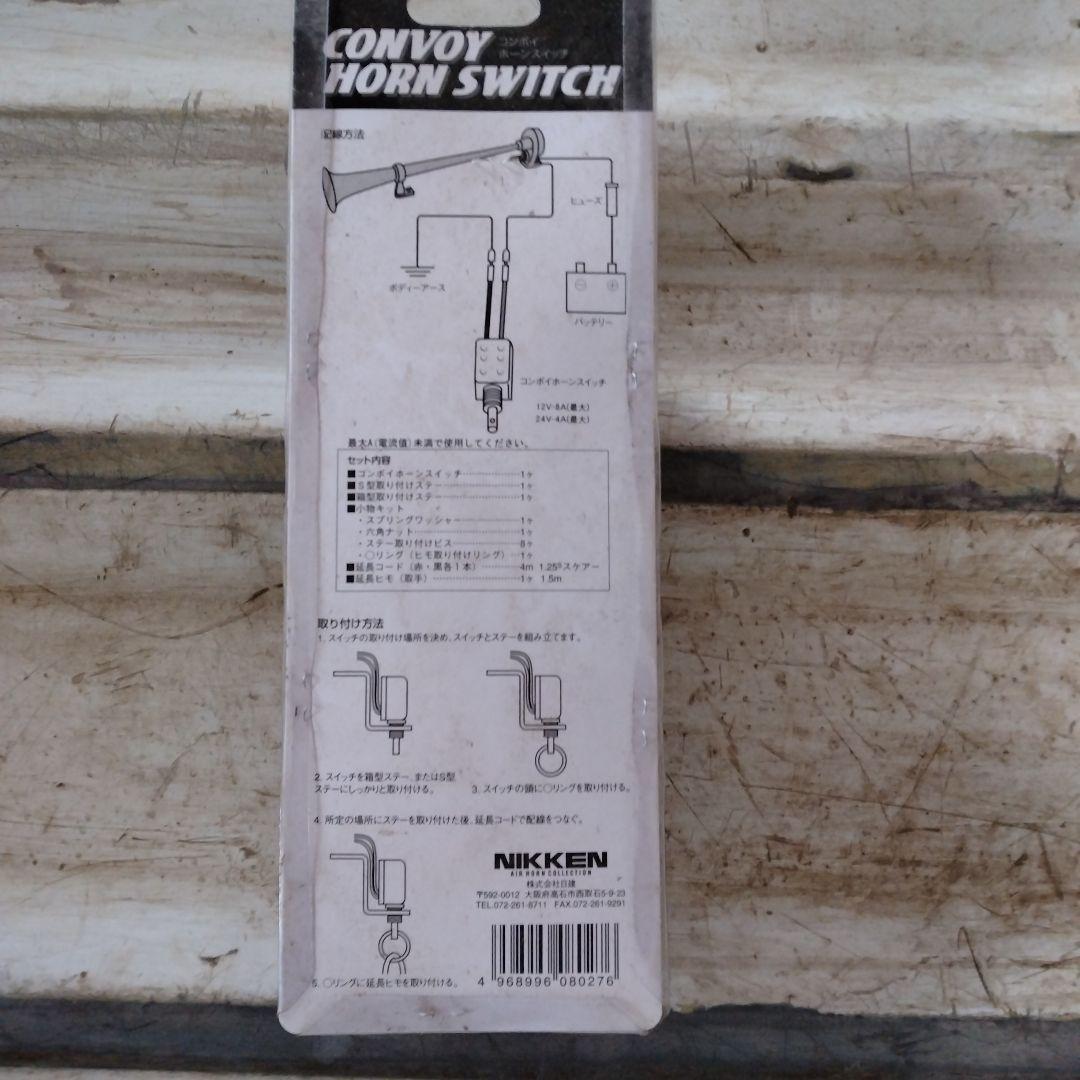 CONVOY コンボイ
HORN SWITCH ホーンスイッチ
配線方法
ヒューズ
ボディーアース
⊖ ⊕
バッテリー
コンボイホーンスイッチ
12V-8A(最大)
24V-4A(最大)
最大A(電流値)未満で使用してください。
セット内容
■コンボイホーンスイッチ……………1ヶ
■S型取り付けステー……………1ヶ
■箱型取り付けステー……………1ヶ
■小物キット
・スプリングワッシャー……………1ヶ
・六角ナット……………1ヶ
・ステー取り付けビス……………8ヶ
・○リング(ヒモ取り付けリング)…1ヶ
■延長コード(赤・黒各1本)…………4m 1.25ˢスケアー
■延長ヒモ(取手)……………1ヶ 1.5m
取り付け方法
1. スイッチの取り付け場所を決め、スイッチとステーを組み立てます。
2. スイッチを箱型ステー、またはS型
ステーにしっかりと取り付ける。
3. スイッチの頭に○リングを取り付ける。
4. 所定の場所にステーを取り付けた後、延長コードで配線をつなぐ。
5. ○リングに延長ヒモを取り付ける。
NIKKEN
AIR HORN COLLECTION
株式会社日建
〒592-0012 大阪府高石市西取石5-9-23
TEL.072-261-8711 FAX.072-261-9291
4 968996 080276